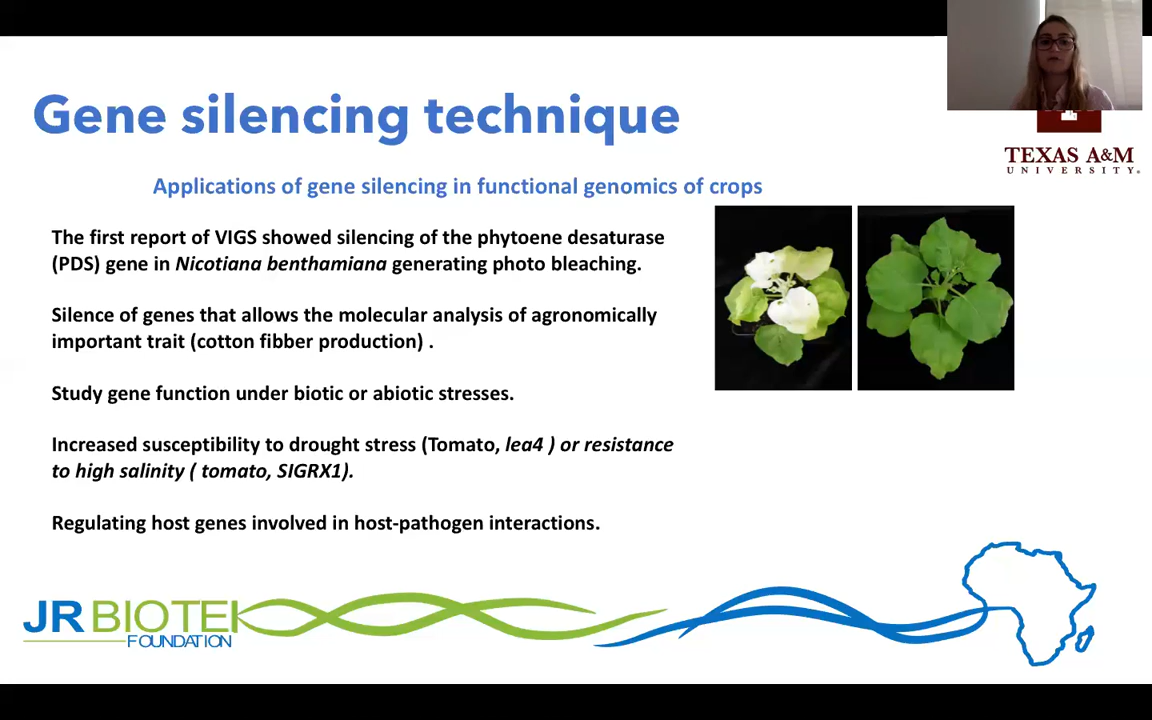 Gene silencing technique
TEXAS A&M
UNIVERSITY®
Applications of gene silencing in functional genomics of crops
The first report of VIGS showed silencing of the phytoene desaturase
(PDS) gene in Nicotiana benthamiana generating photo bleaching.
Silence of genes that allows the molecular analysis of agronomically
important trait (cotton fibber production) .
Study gene function under biotic or abiotic stresses.
Increased susceptibility to drought stress (Tomato, lea4 ) or resistance
to high salinity ( tomato, SIGRX1).
Regulating host genes involved in host-pathogen interactions.
JR BIOTEK
FOUNDATION